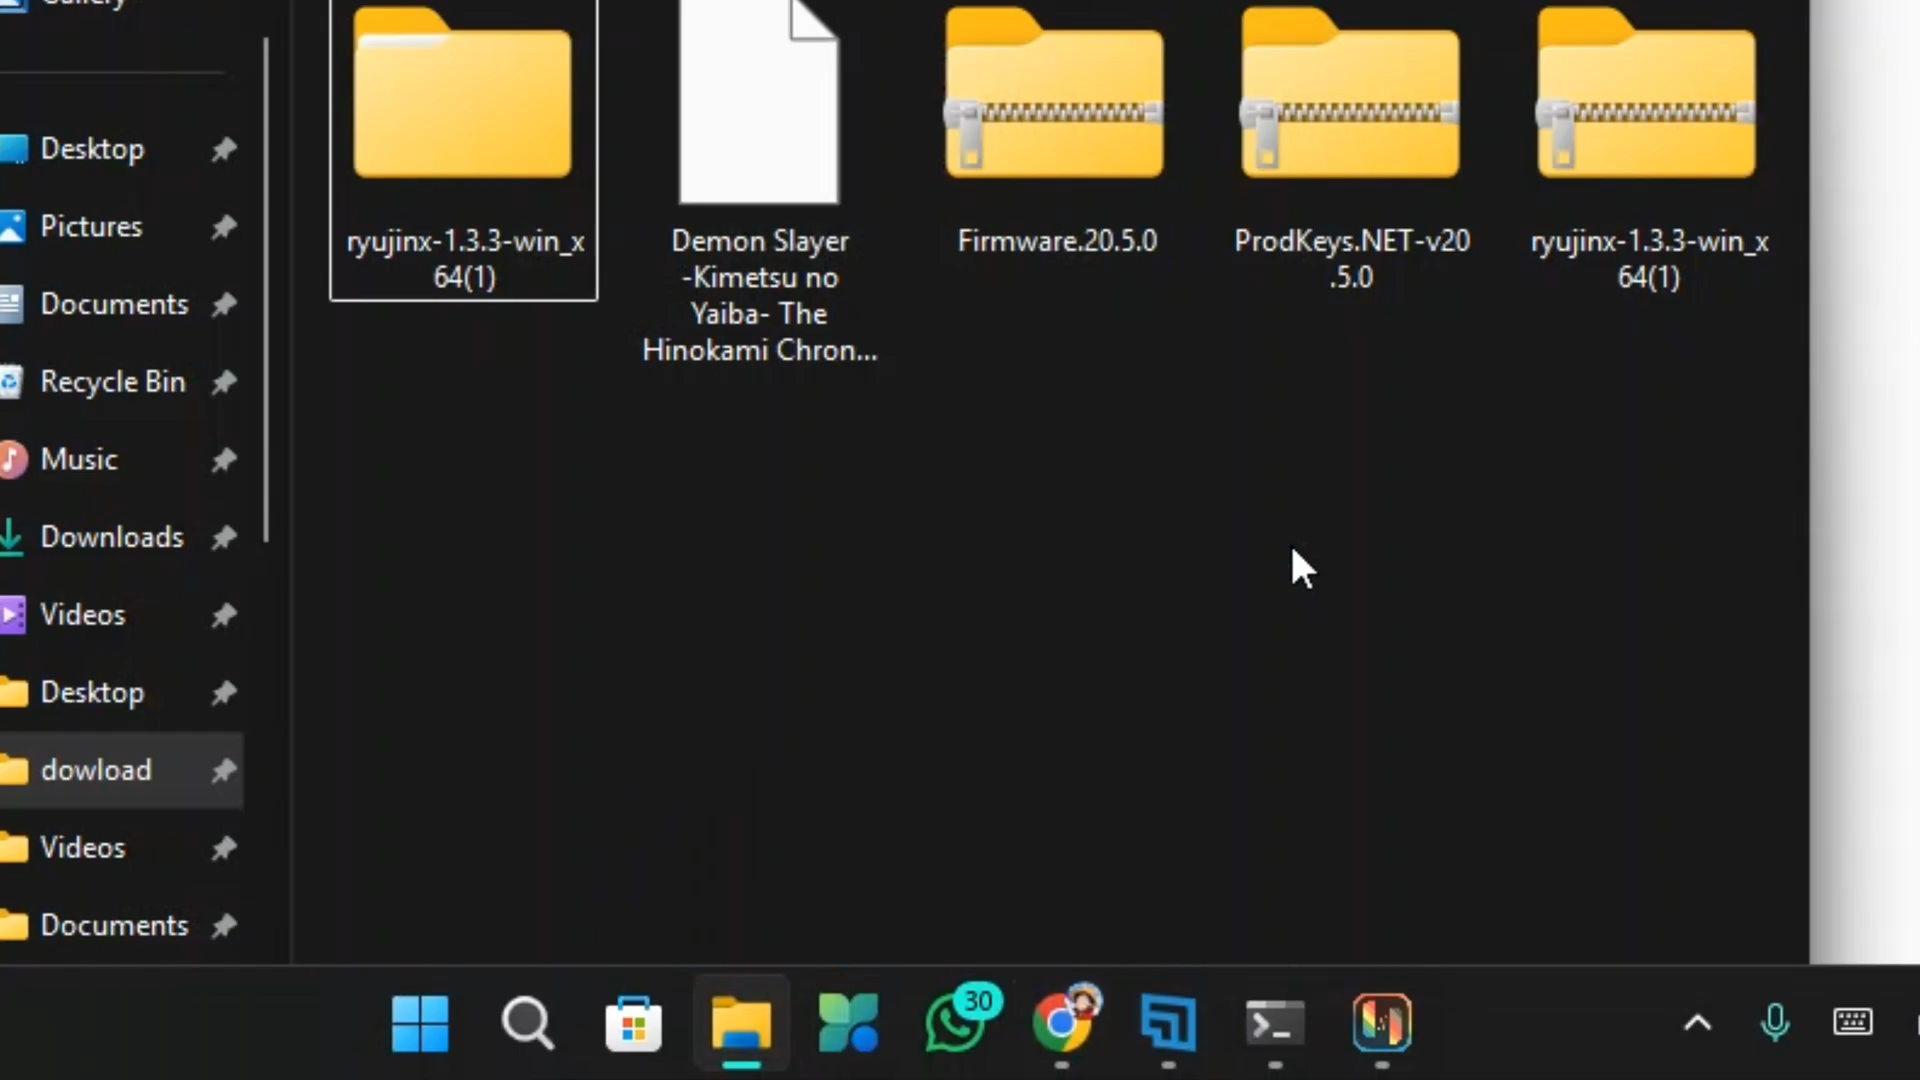 Gallery
Desktop
Pictures
Documents
Recycle Bin
Music
Downloads
Videos
Desktop
dowload
Videos
Documents
ryujinx-1.3.3-win_x
64(1)
Demon Slayer
-Kimetsu no
Yaiba- The
Hinokami Chron...
Firmware.20.5.0
ProdKeys.NET-v20
.5.0
ryujinx-1.3.3-win_x
64(1)
30